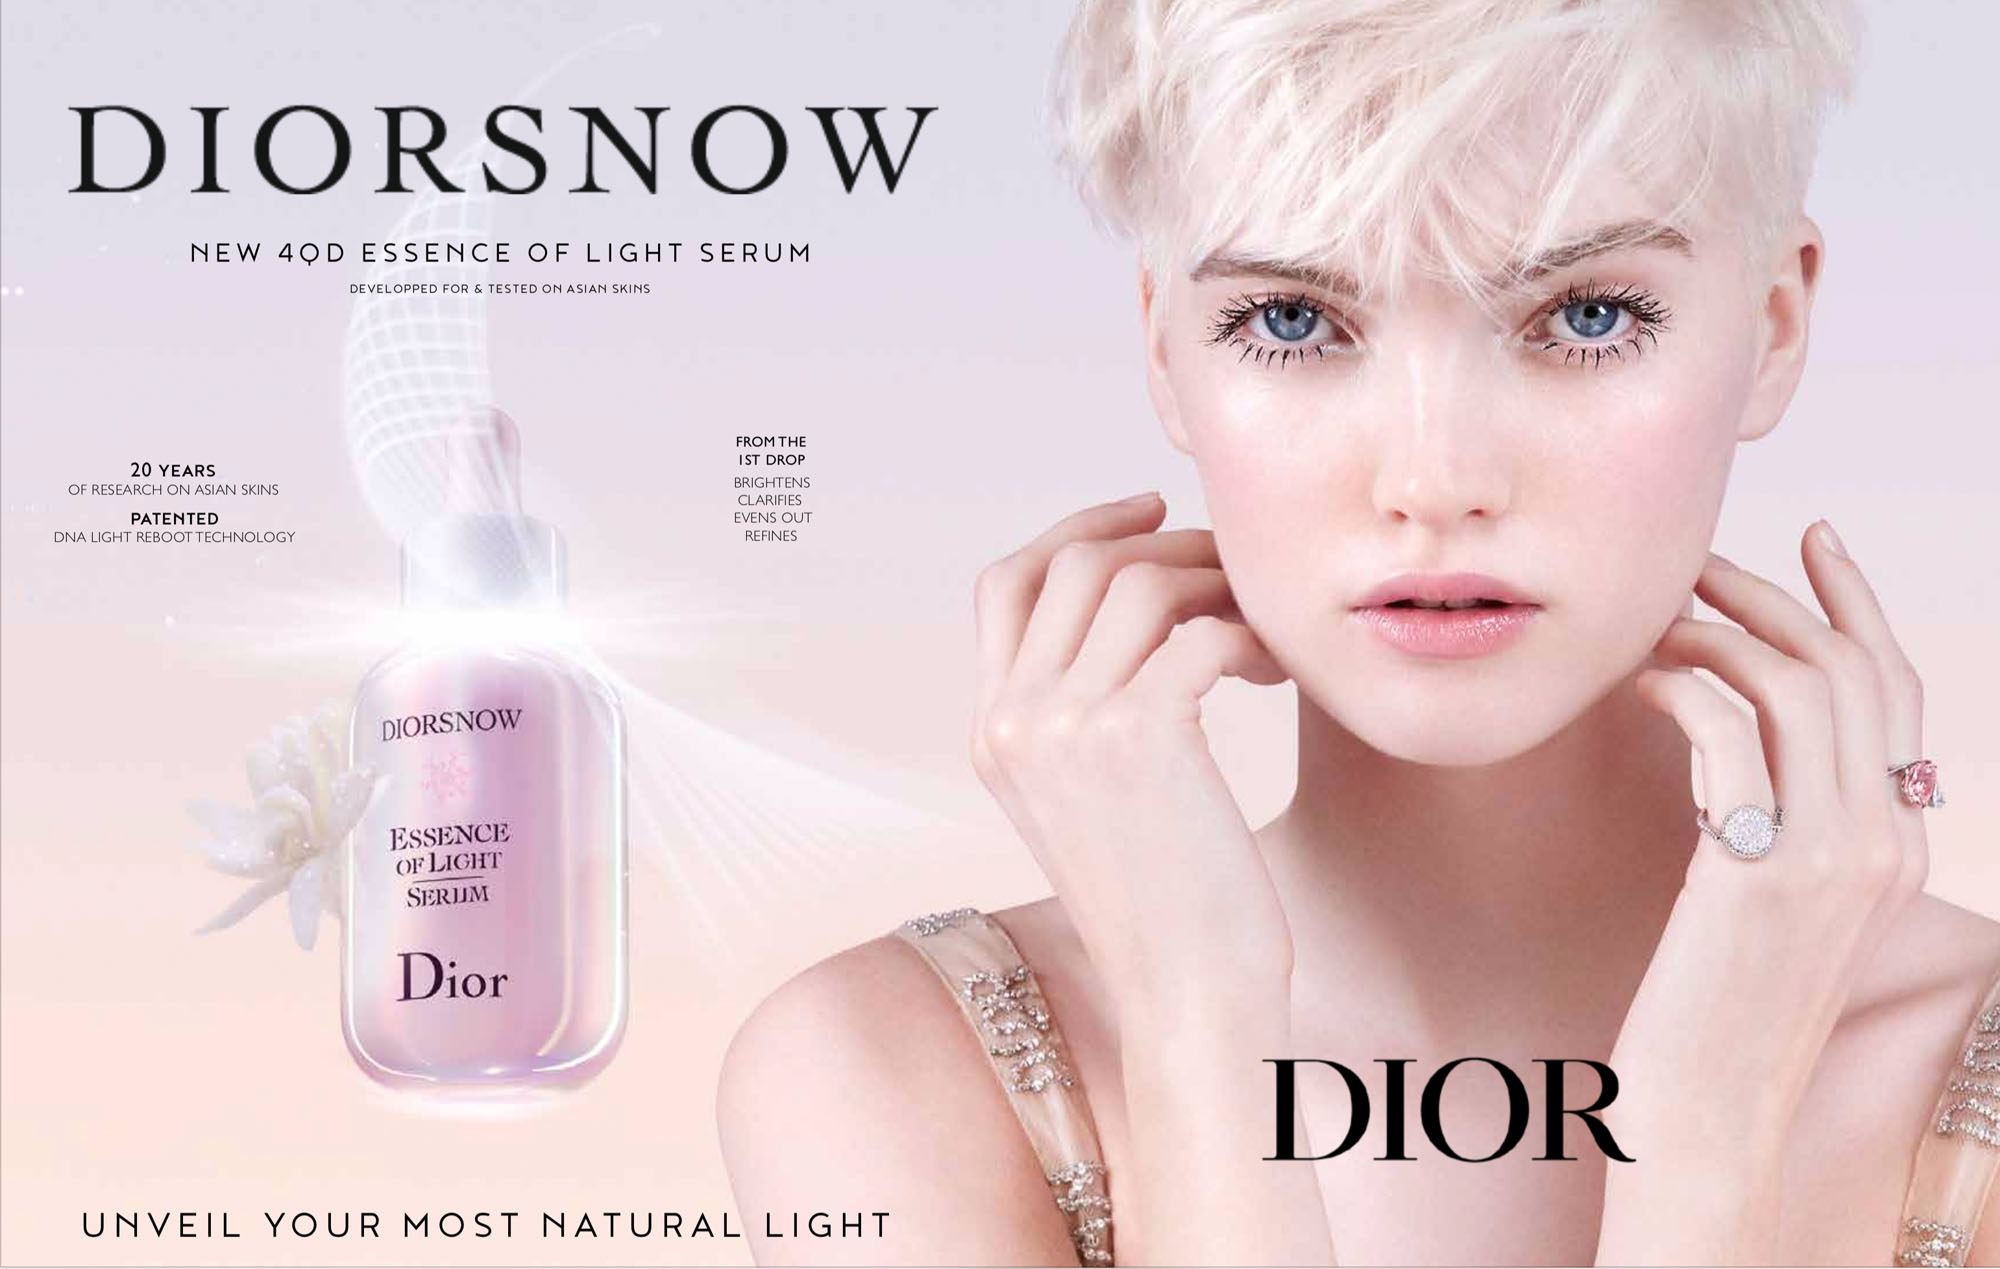 DIORSNOW
NEW 4QD ESSENCE OF LIGHT SERUM
DEVELOPPED FOR & TESTED ON ASIAN SKINS
20 YEARS
OF RESEARCH ON ASIAN SKINS
PATENTED
DNA LIGHT REBOOT TECHNOLOGY
FROM THE
1ST DROP
BRIGHTENS
CLARIFIES
EVENS OUT
REFINES
DIORSNOW
ESSENCE
OF LIGHT
SERUM
Dior
DIOR
UNVEIL YOUR MOST NATURAL LIGHT